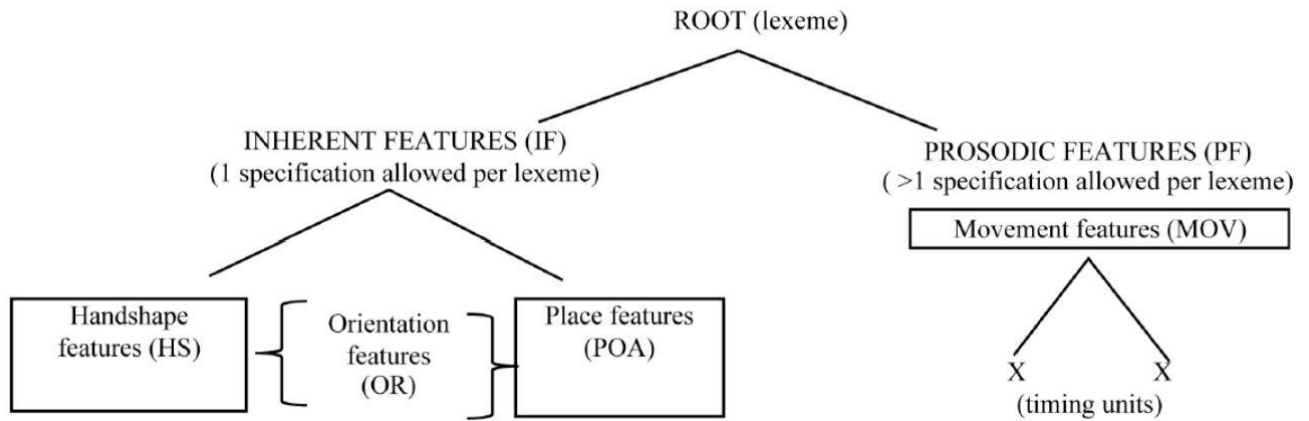 ROOT (lexeme)
INHERENT FEATURES (IF)
(1 specification allowed per lexeme)
PROSODIC FEATURES (PF)
( >1 specification allowed per lexeme)
Movement features (MOV)
Handshape
features (HS)
Orientation
features
(OR)
Place features
(POA)
X X
(timing units)